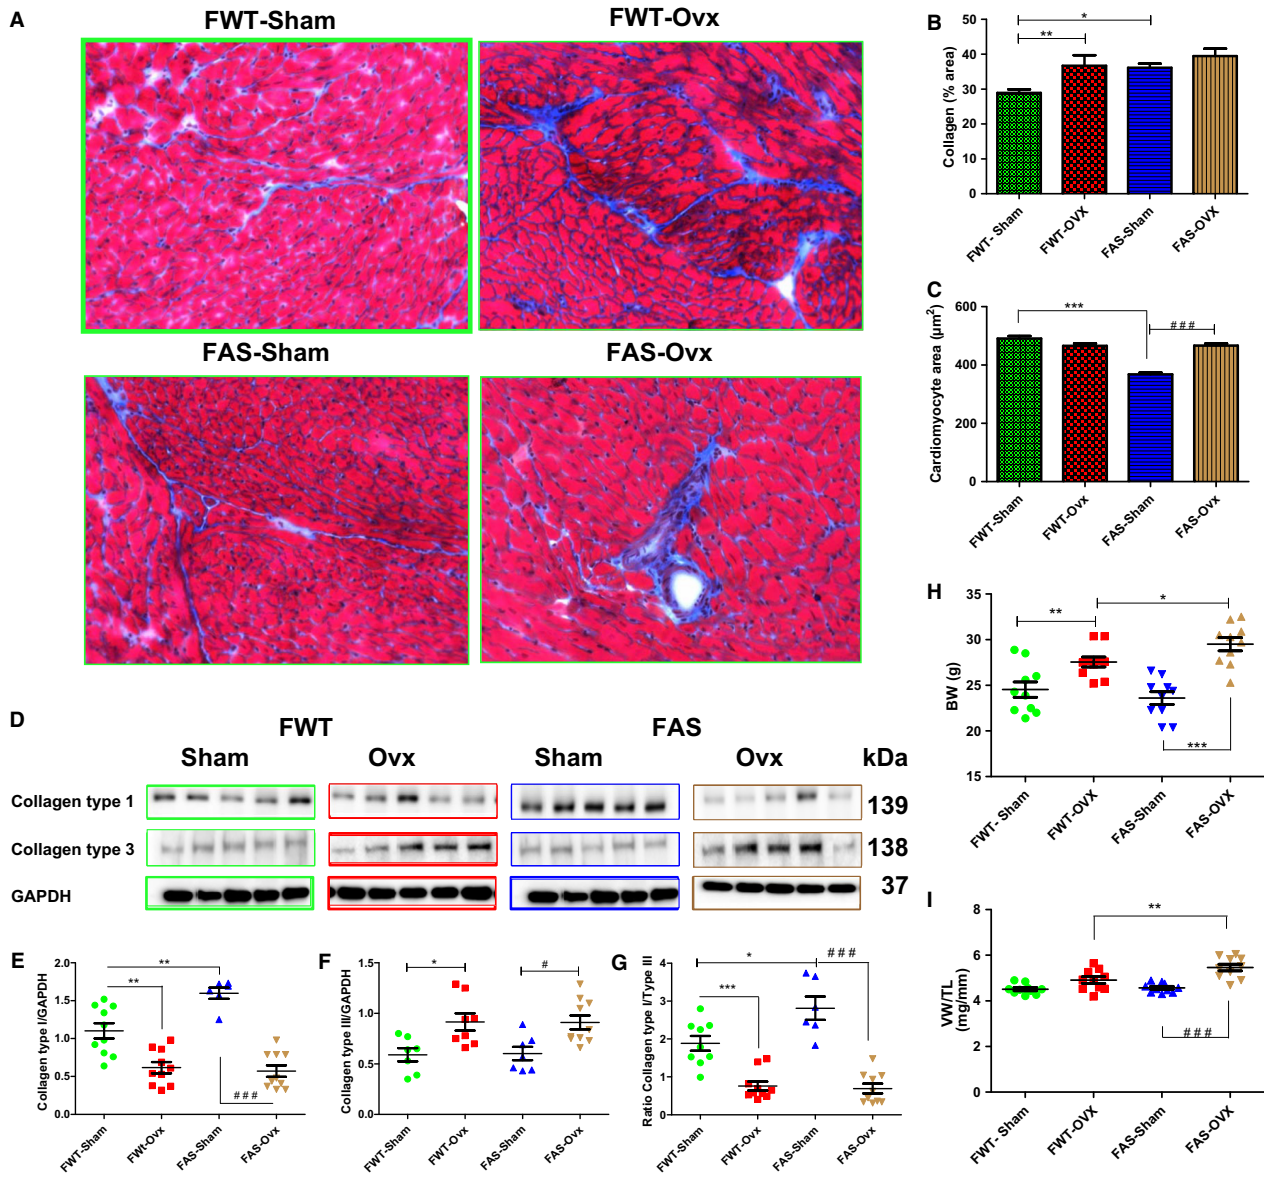 A
FWT-Sham
FWT-Ovx
FAS-Sham
FAS-Ovx
B
Collagen (% area)
50
40
30
20
10
0
*
**
FWT- Sham
FWT-OVX
FAS-Sham
FAS-OVX
C
Cardiomyocyte area (µm²)
600
400
200
0
***
###
FWT-Sham
FWT-Ovx
FAS-Sham
FAS-Ovx
D
FWT
FAS
Sham
Ovx
Sham
Ovx
kDa
Collagen type 1
139
Collagen type 3
138
GAPDH
37
E
Collagen type I/GAPDH
2.0
1.5
1.0
0.5
0.0
**
**
###
FWT-Sham
FWt-Ovx
FAS-Sham
FAS-Ovx
F
Collagen type III/GAPDH
1.5
1.0
0.5
0.0
*
#
FWT-Sham
FWT-Ovx
FAS-Sham
FAS-Ovx
G
Ratio Collagen type I/Type III
4
3
2
1
0
*
###
***
FWT-Sham
FWT-Ovx
FAS-Sham
FAS-Ovx
H
BW (g)
35
30
25
20
15
**
*
***
FWT- Sham
FWT-OVX
FAS-Sham
FAS-OVX
I
VW/TL
(mg/mm)
8
6
4
2
0
**
###
FWT- Sham
FWT-OVX
FAS-Sham
FAS-OVX